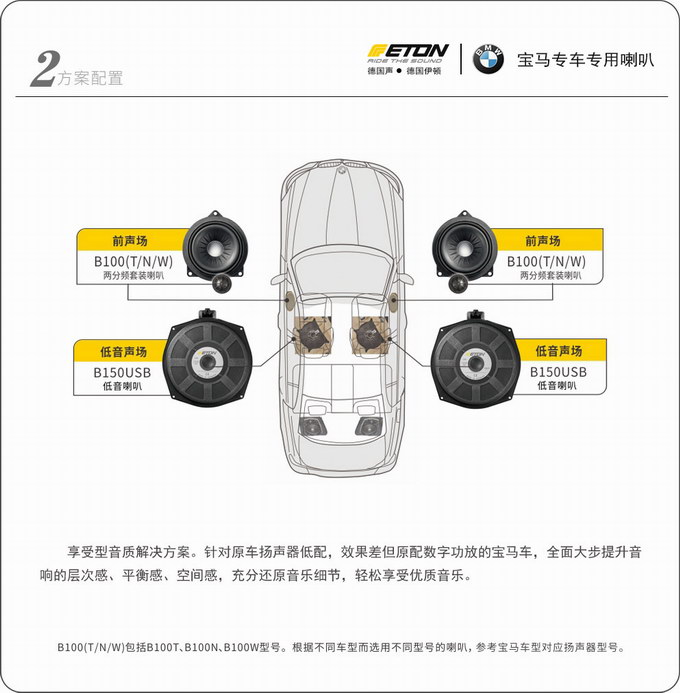 2方案配置
ETON
RIDE THE SOUND
德国声 • 德国伊顿
BMW
宝马专车专用喇叭
前声场
B100(T/N/W)
两分频套装喇叭
前声场
B100(T/N/W)
两分频套装喇叭
低音声场
B150USB
低音喇叭
ETON
ETON
低音声场
B150USB
低音喇叭
享受型音质解决方案。针对原车扬声器低配，效果差但原配数字功放的宝马车，全面大步提升音
响的层次感、平衡感、空间感，充分还原音乐细节，轻松享受优质音乐。
B100(T/N/W)包括B100T、B100N、B100W型号。根据不同车型而选用不同型号的喇叭，参考宝马车型对应扬声器型号。